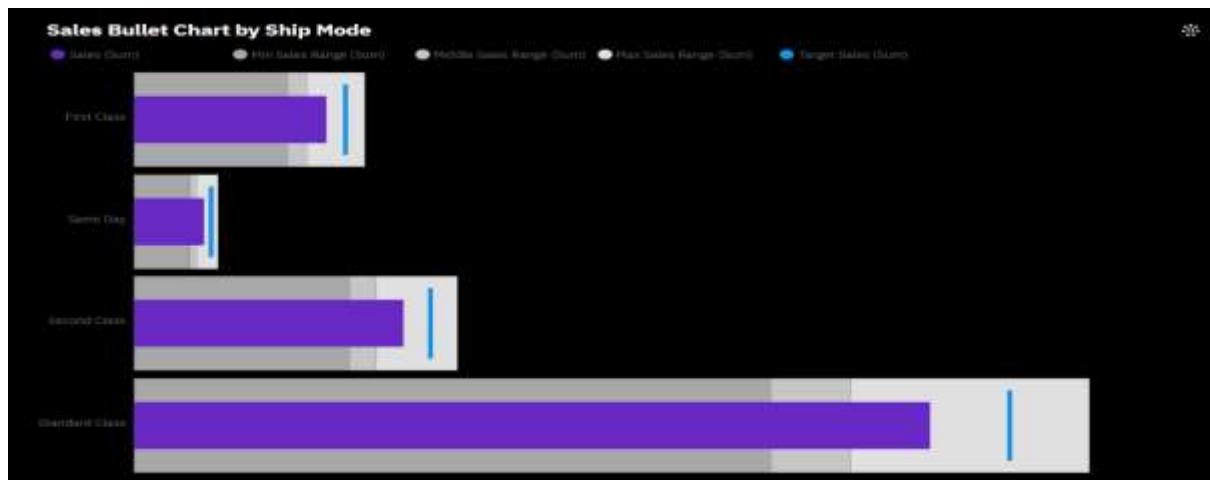 Sales Bullet Chart by Ship Mode
Sales (Sum) Min Sales Range (Sum) Middle Sales Range (Sum) Max Sales Range (Sum) Target Sales (Sum)
First Class
Same Day
Second Class
Standard Class